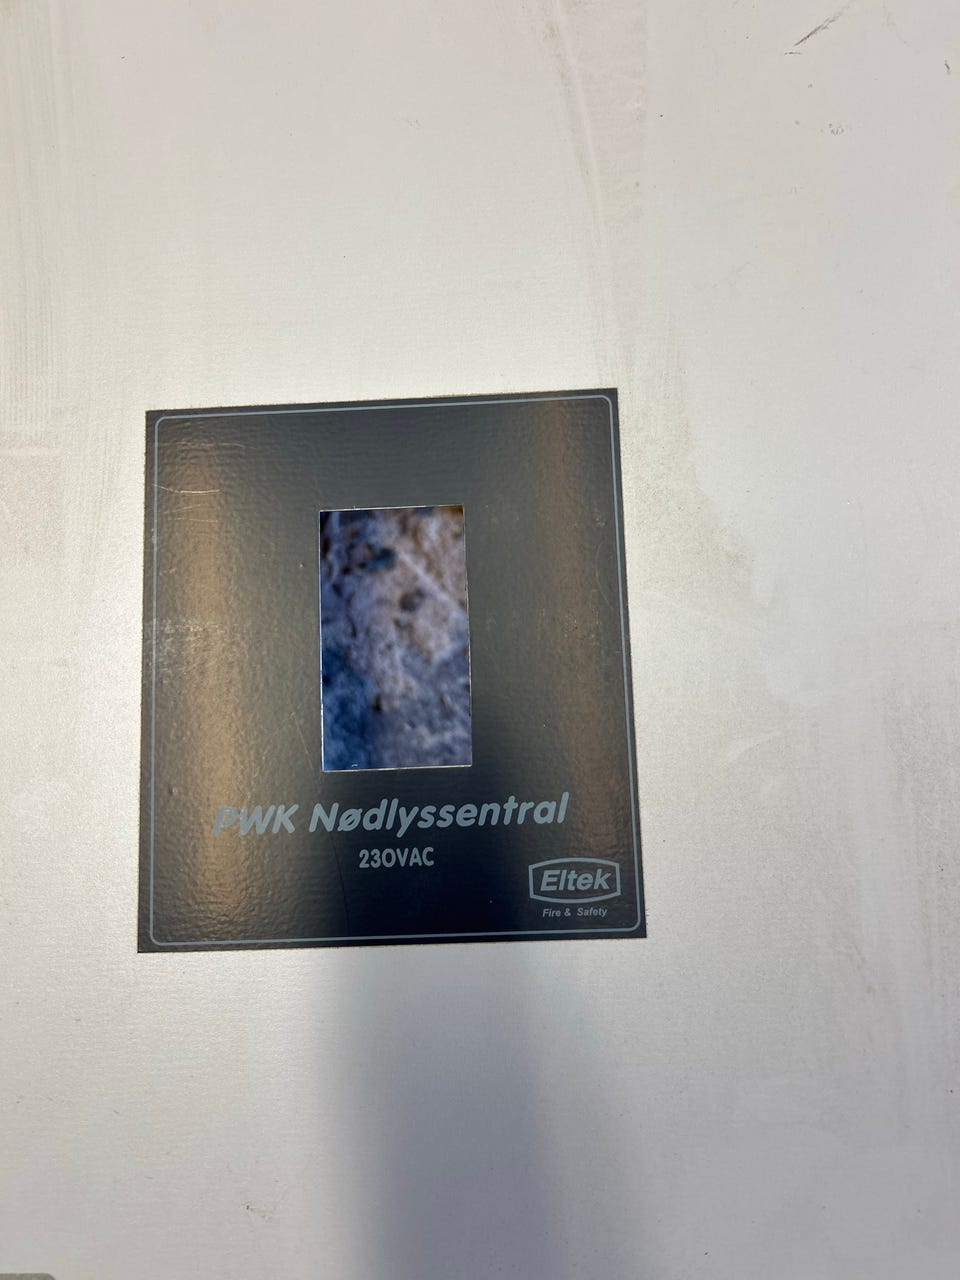 PWK Nødlyssentral
230VAC
Eltek
Fire & Safety